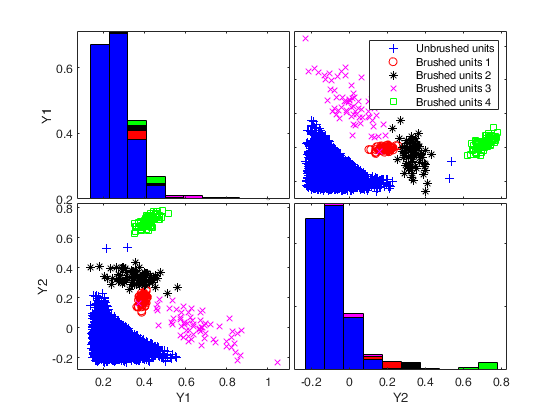 0.6
0.4
0.2
Y1
Unbrushed units
Brushed units 1
Brushed units 2
Brushed units 3
Brushed units 4
0.8
0.6
0.4
0.2
0
-0.2
Y2
0.2 0.4 0.6 0.8 1
Y1
-0.2 0 0.2 0.4 0.6 0.8
Y2